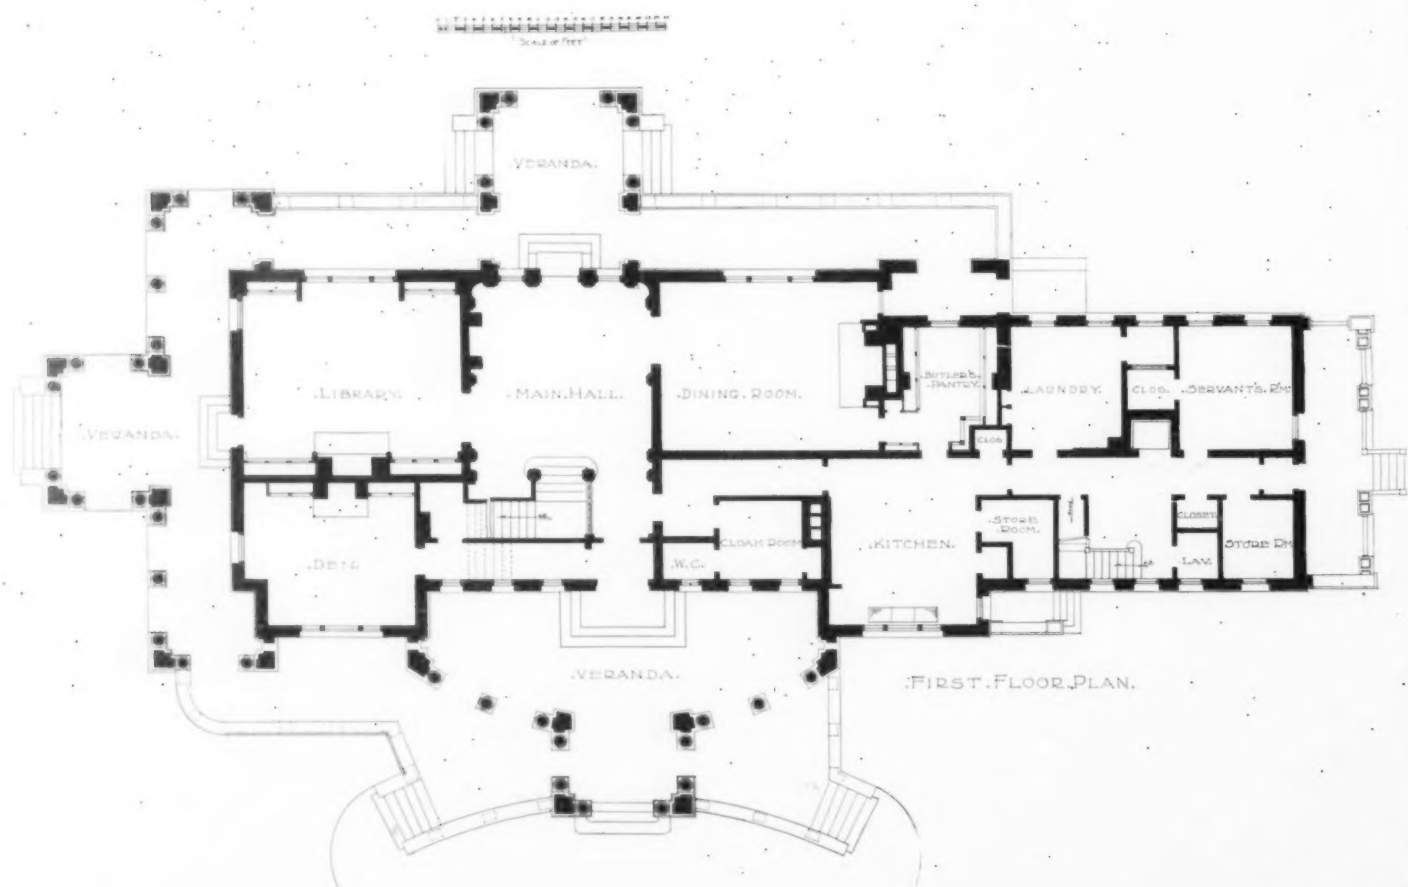 SCALE OF FEET
.VERANDA.
.LIBRARY.
.MAIN.HALL.
.DINING.ROOM.
BUTLER'S.
PANTRY.
.LAUNDRY.
CLOS.
.SERVANT'S.RM.
.VERANDA.
CLOS
STORE
ROOM.
CLOSET.
.DEN.
.W.C.
CLOAK ROOM
.KITCHEN.
LAV.
STORE RM
.VERANDA.
.FIRST.FLOOR.PLAN.